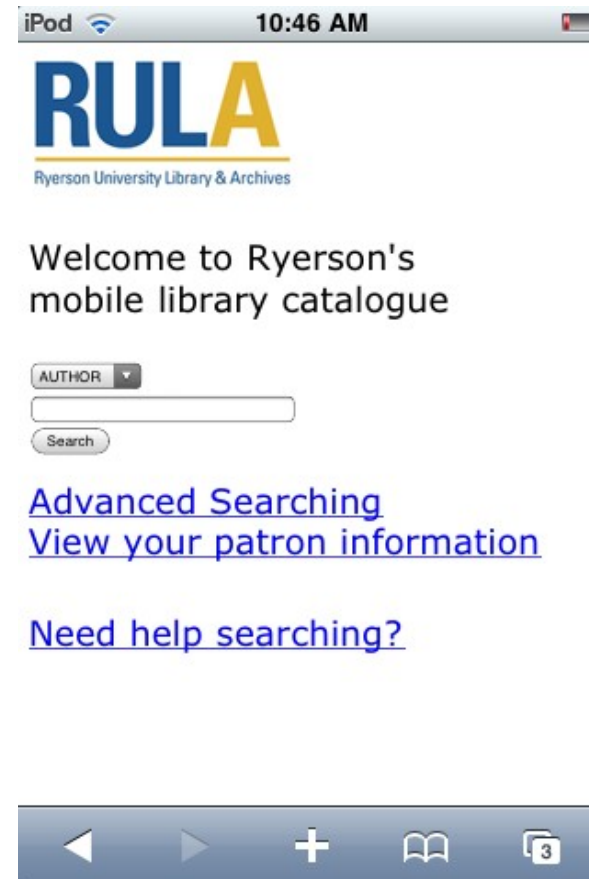 iPod 10:46 AM
RULA
Ryerson University Library & Archives
Welcome to Ryerson's
mobile library catalogue
AUTHOR
Search
Advanced Searching
View your patron information
Need help searching?
3